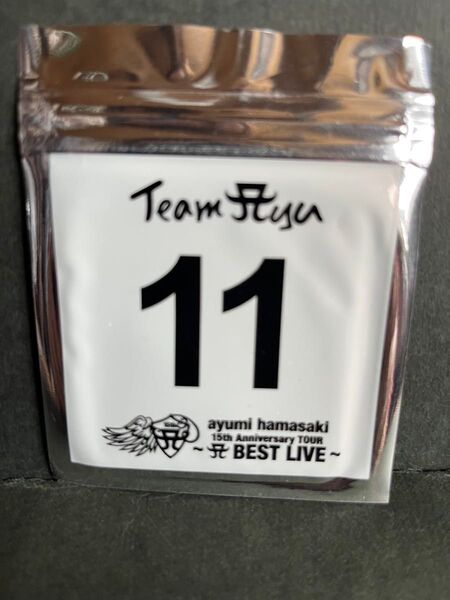 Team Ayu
11
ayumi hamasaki
15th Anniversary TOUR
~ A BEST LIVE ~